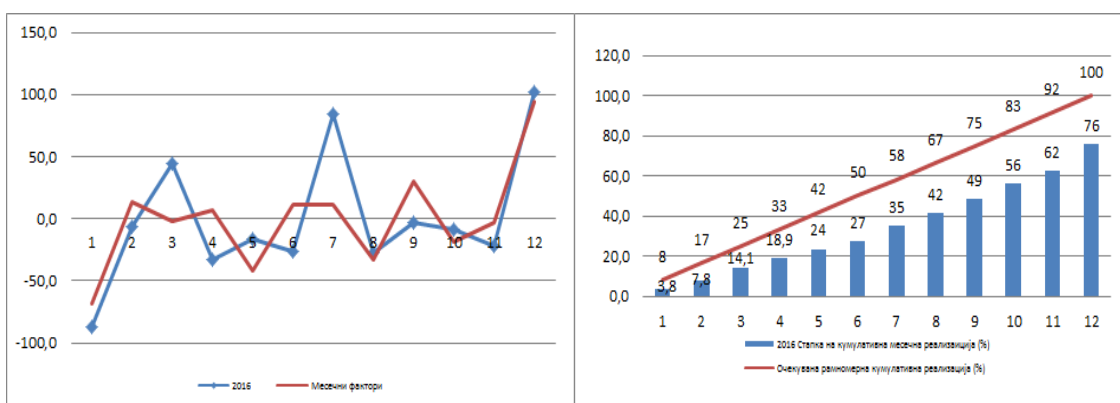 150,0
100,0
50,0
0,0
-50,0
-100,0
1 2 3 4 5 6 7 8 9 10 11 12
2016 Месечни фактори
120,0
100,0
80,0
60,0
40,0
20,0
0,0
8 17 25 33 42 50 58 67 75 83 92 100
3,8 7,8 14,1 18,9 24 27 35 42 49 56 62 76
1 2 3 4 5 6 7 8 9 10 11 12
2016 Стапка на кумулативна месечна реализаиција (%)
Очекувана рамномерна кумулативна реализација (%)